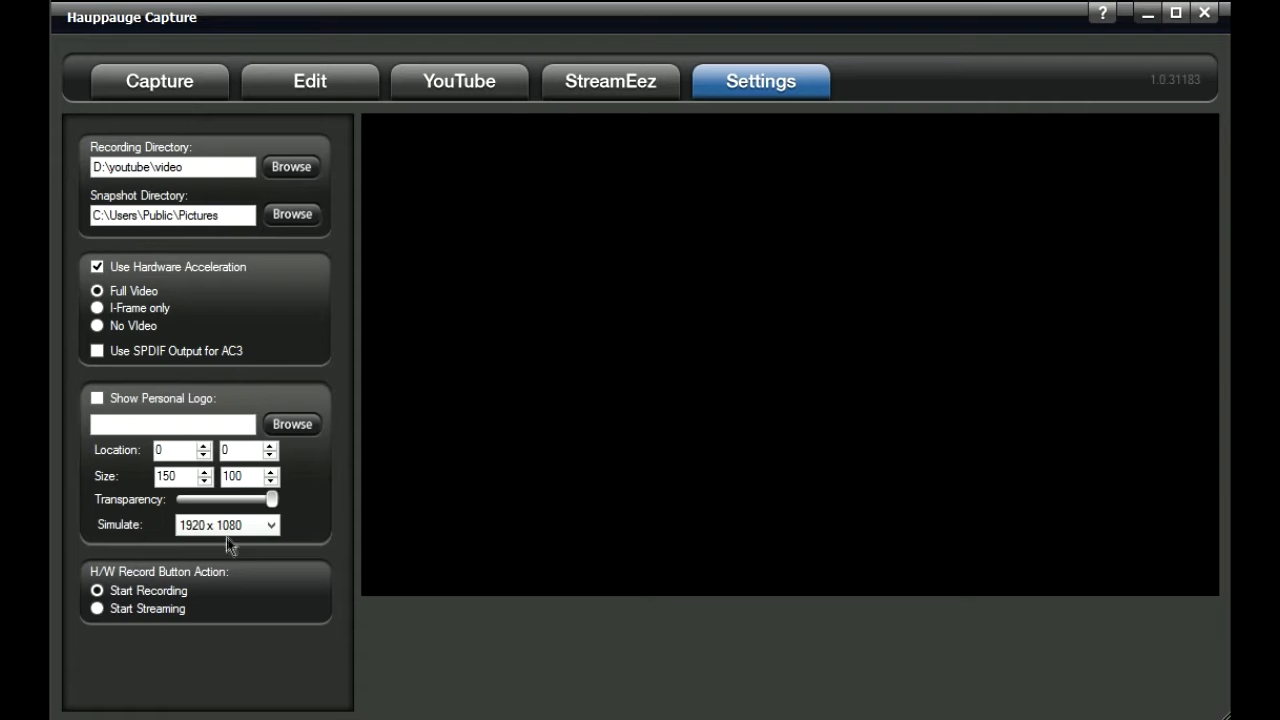 Hauppauge Capture
?
Capture Edit YouTube StreamEez Settings 1.0.31183
Recording Directory:
D:\youtube\video Browse
Snapshot Directory:
C:\Users\Public\Pictures Browse
Use Hardware Acceleration
Full Video
I-Frame only
No VIdeo
Use SPDIF Output for AC3
Show Personal Logo:
Browse
Location: 0 0
Size: 150 100
Transparency:
Simulate: 1920 x 1080
H/W Record Button Action:
Start Recording
Start Streaming